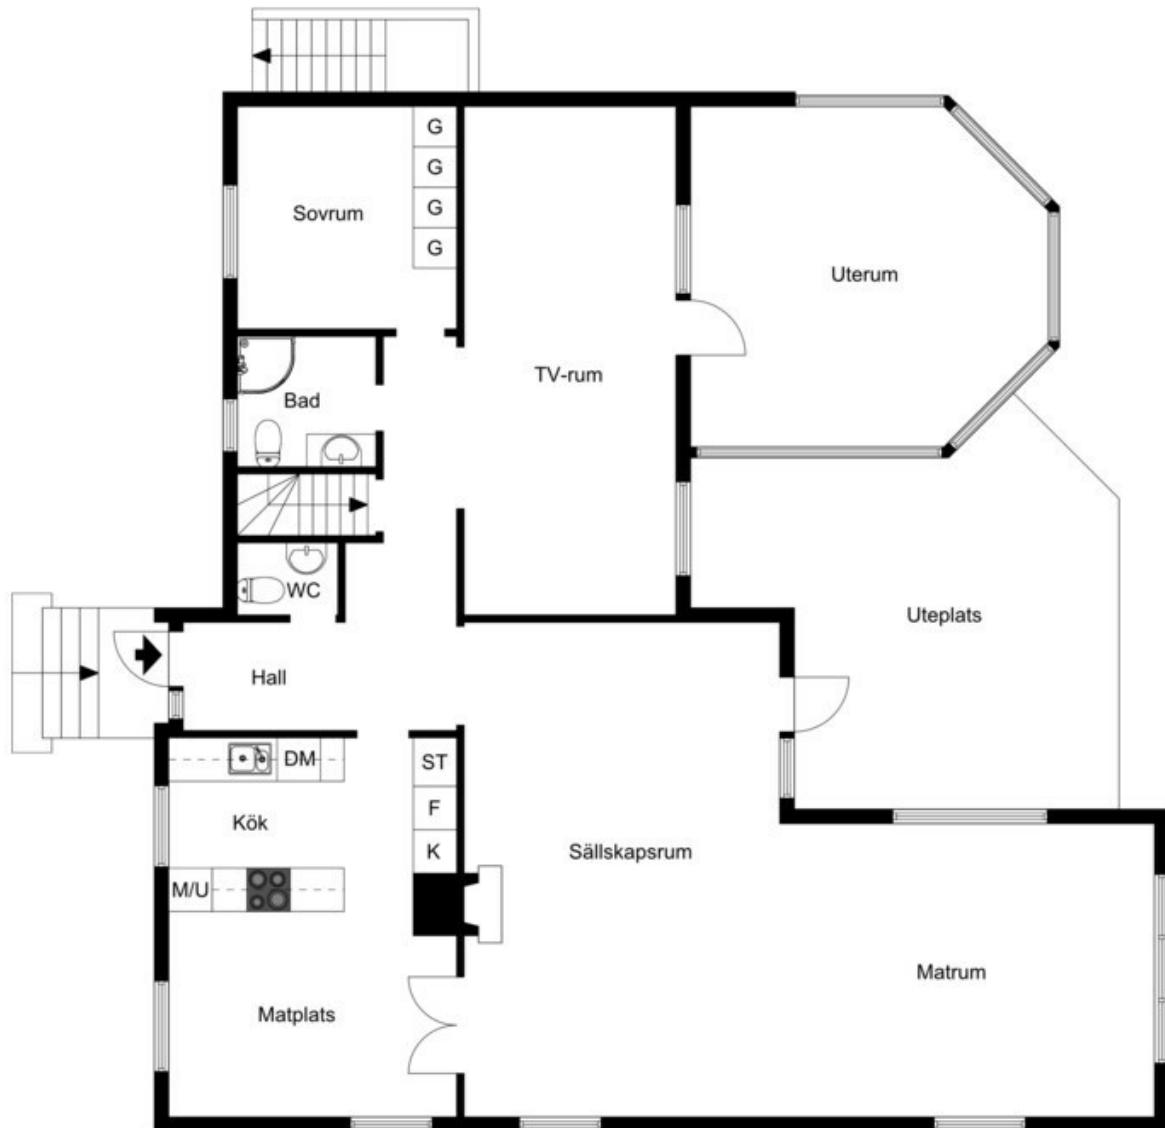 G
G
G
G
Sovrum
Uterum
TV-rum
Bad
WC
Uteplats
Hall
DM
ST
F
K
Kök
Sällskapsrum
M/U
Matrum
Matplats